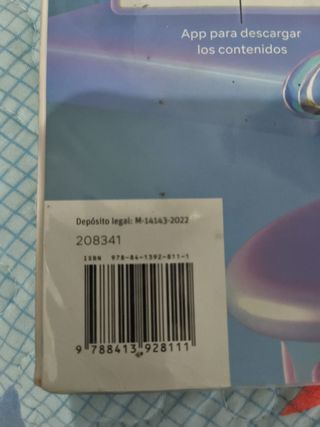 App para descargar
los contenidos
Depósito legal: M-14143-2022
208341
ISBN 978-84-1392-811-1
9 788413 928111